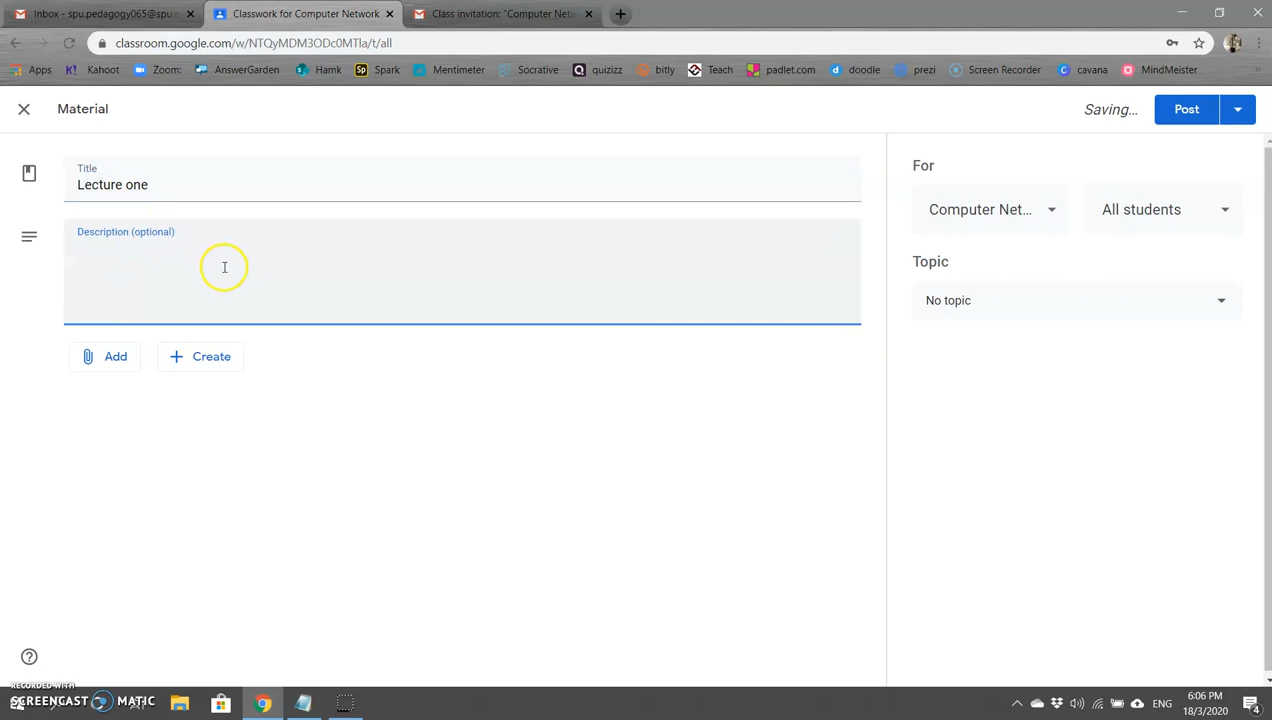 Inbox - spu.pedagogy065@spu.e
Classwork for Computer Network
Class invitation: "Computer Netw
classroom.google.com/w/NTQyMDM3ODc0MTla/t/all
Apps
Kahoot
Zoom:
AnswerGarden
Hamk
Spark
Mentimeter
Socrative
quizizz
bitly
Teach
padlet.com
doodle
prezi
Screen Recorder
cavana
MindMeister
Material
Saving...
Post
Title
Lecture one
Description (optional)
Add
Create
For
Computer Net...
All students
Topic
No topic
RECORDED WITH
SCREENCAST MATIC
ENG
6:06 PM
18/3/2020
4